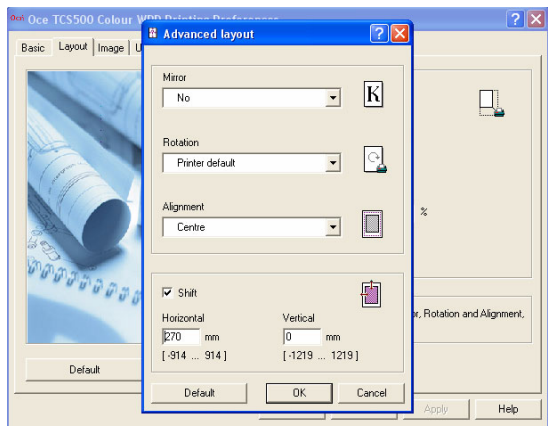 Oce TCS500 Colour WPD Printing Preferences
Advanced layout
Basic Layout Image
Mirror
No
K
Rotation
Printer default
Alignment
Centre
%
Shift
Horizontal Vertical
270 mm 0 mm
[-914 ... 914] [-1219 ... 1219]
, Rotation and Alignment,
Default
Default OK Cancel
Apply Help